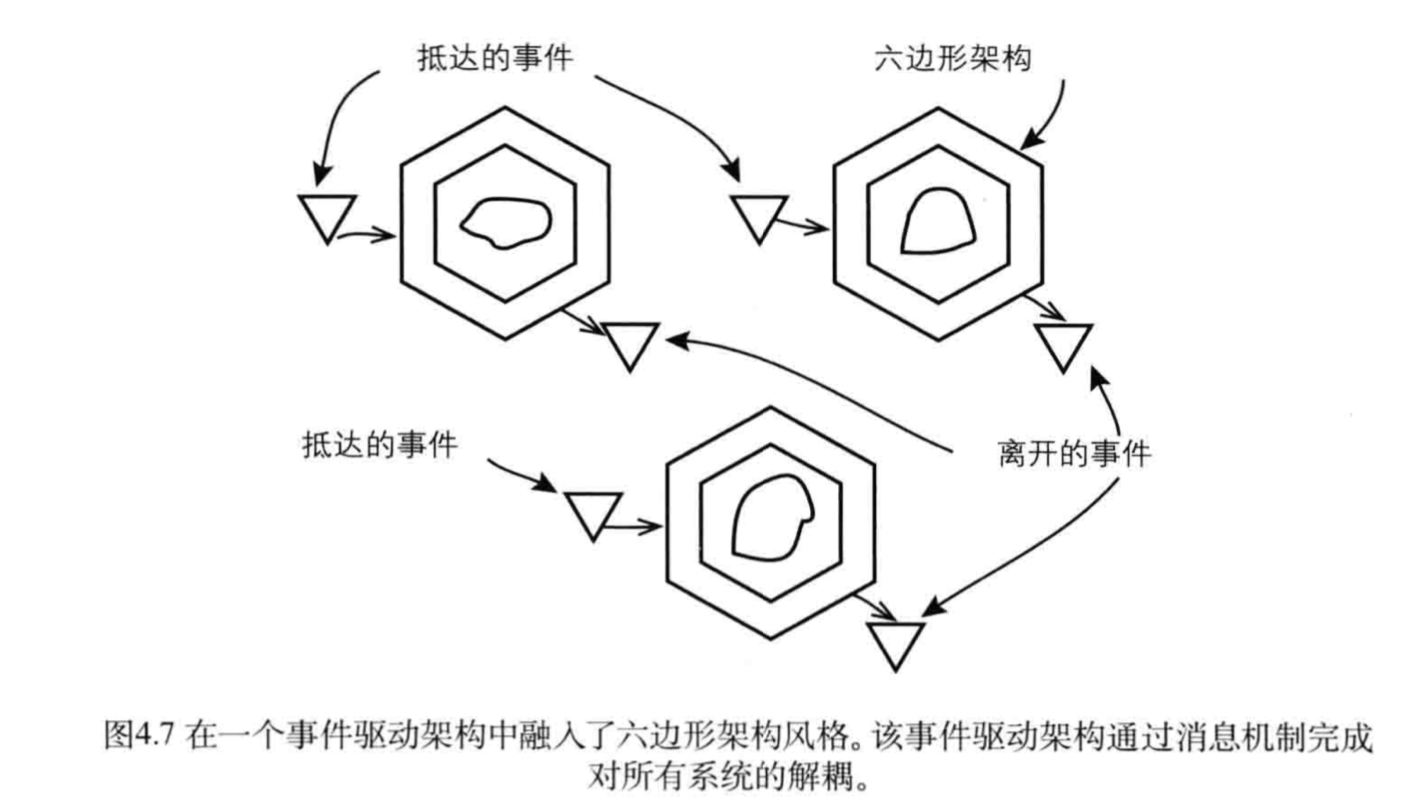 抵达的事件
六边形架构
抵达的事件
离开的事件
图4.7 在一个事件驱动架构中融入了六边形架构风格。该事件驱动架构通过消息机制完成
对所有系统的解耦。